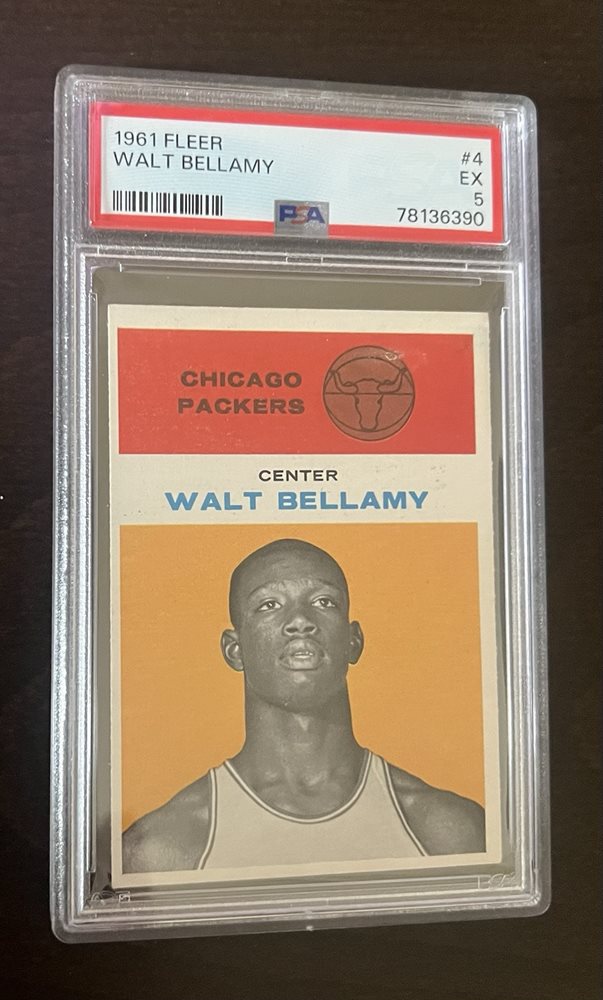 1961 FLEER
#4
WALT BELLAMY
EX
5
PSA
78136390
CHICAGO
PACKERS
CENTER
WALT BELLAMY